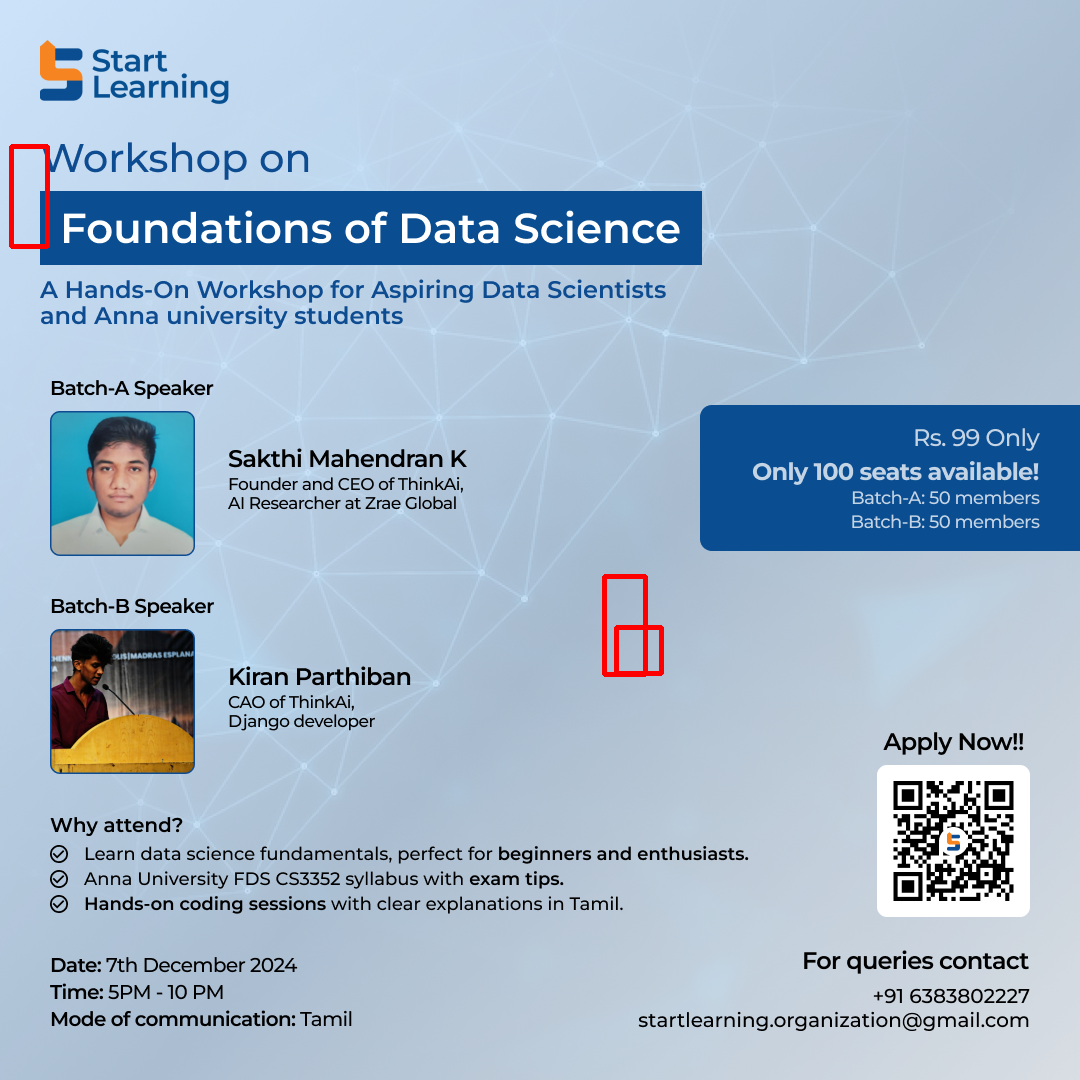 Start
Learning
Workshop on
Foundations of Data Science
A Hands-On Workshop for Aspiring Data Scientists
and Anna university students
Batch-A Speaker
Sakthi Mahendran K
Founder and CEO of ThinkAi,
AI Researcher at Zrae Global
Rs. 99 Only
Only 100 seats available!
Batch-A: 50 members
Batch-B: 50 members
Batch-B Speaker
Kiran Parthiban
CAO of ThinkAi,
Django developer
Apply Now!!
Why attend?
Learn data science fundamentals, perfect for beginners and enthusiasts.
Anna University FDS CS3352 syllabus with exam tips.
Hands-on coding sessions with clear explanations in Tamil.
Date: 7th December 2024
Time: 5PM - 10 PM
Mode of communication: Tamil
For queries contact
+91 6383802227
startlearning.organization@gmail.com